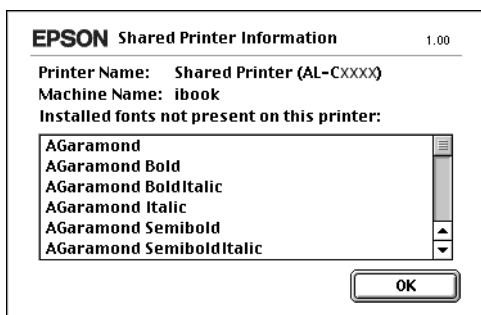 EPSON Shared Printer Information 1.00
Printer Name: Shared Printer (AL-CXXXX)
Machine Name: ibook
Installed fonts not present on this printer:
AGaramond
AGaramond Bold
AGaramond BoldItalic
AGaramond Italic
AGaramond Semibold
AGaramond SemiboldItalic
OK